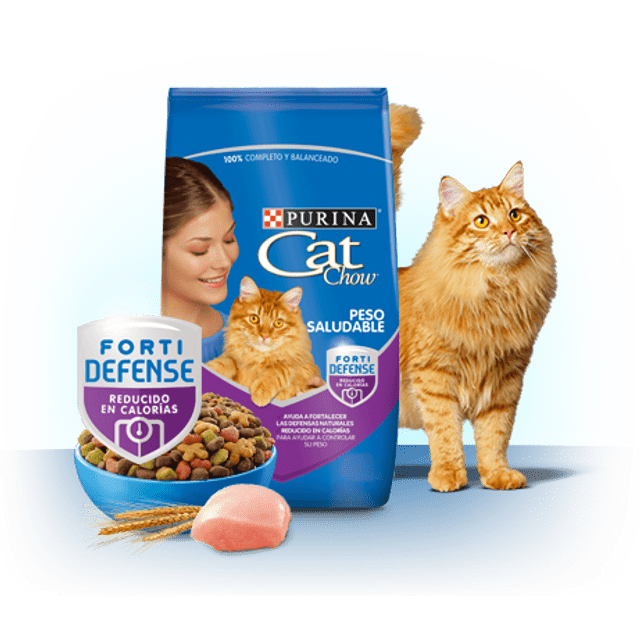 100% COMPLETO Y BALANCEADO
PURINA
Cat
Chow
PESO
SALUDABLE
FORTI
DEFENSE
REDUCIDO
EN CALORÍAS
AYUDA A FORTALECER
LAS DEFENSAS NATURALES
REDUCIDO EN CALORÍAS
PARA AYUDAR A CONTROLAR
SU PESO
FORTI
DEFENSE
REDUCIDO
EN CALORÍAS